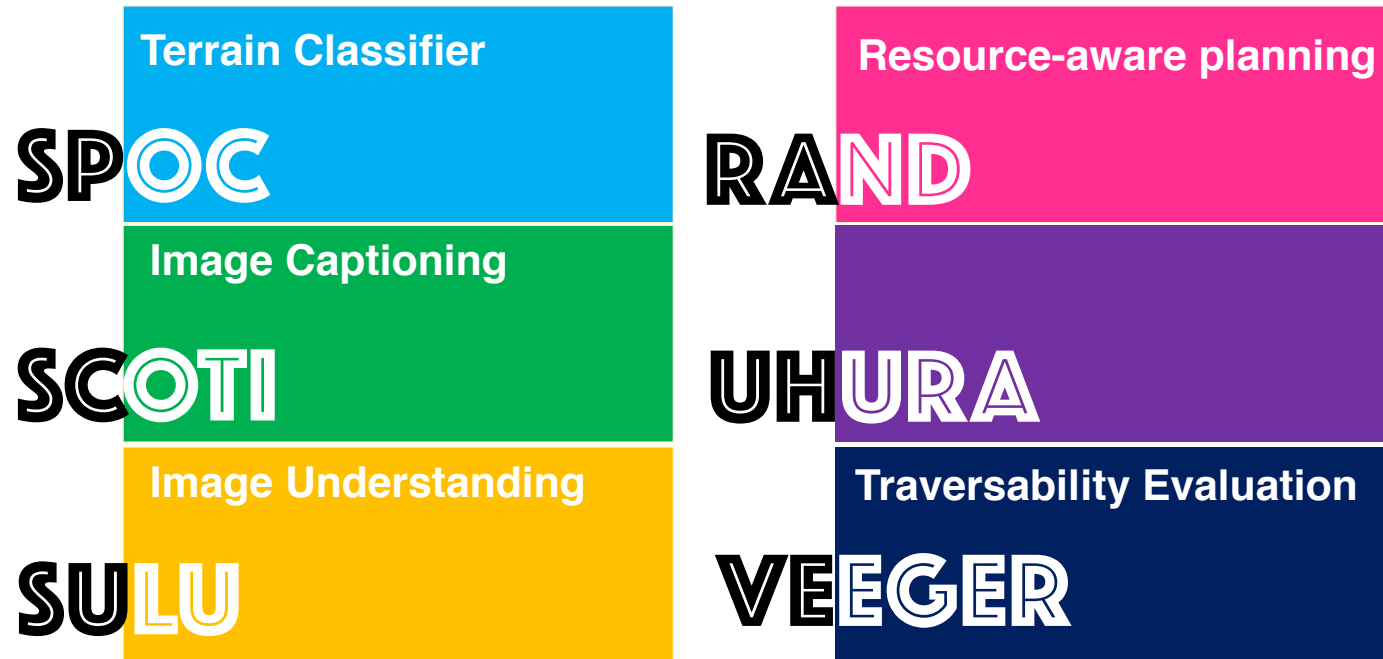 Terrain Classifier
SPOC
Image Captioning
SCOTI
Image Understanding
SULU
Resource-aware planning
RAND
UHURA
Traversability Evaluation
VEEGER